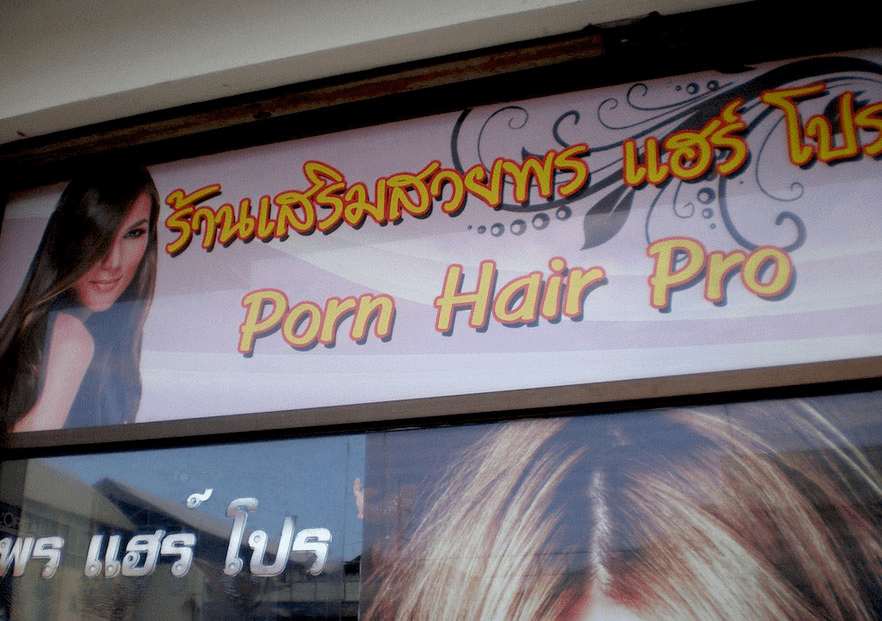 ร้านเสริมสวยพร แฮร์ โปร
Porn Hair Pro
พร แฮร์ โปร